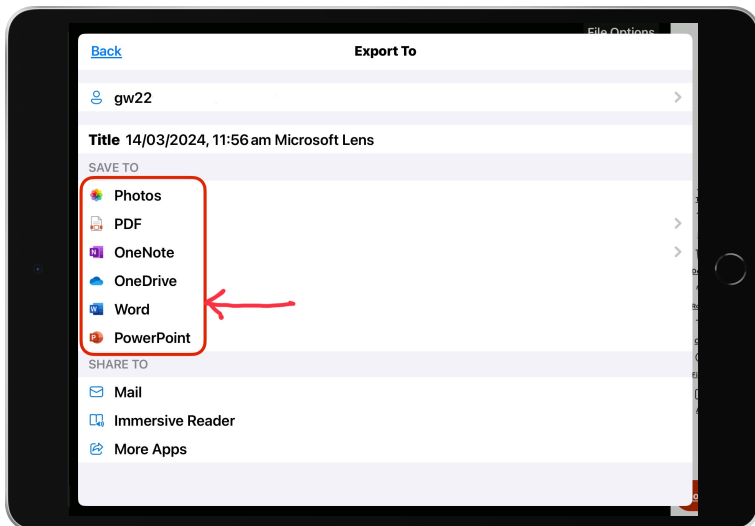 File Options
Back
Export To
gw22
Title 14/03/2024, 11:56 am Microsoft Lens
SAVE TO
Photos
PDF
OneNote
OneDrive
Word
PowerPoint
SHARE TO
Mail
Immersive Reader
More Apps